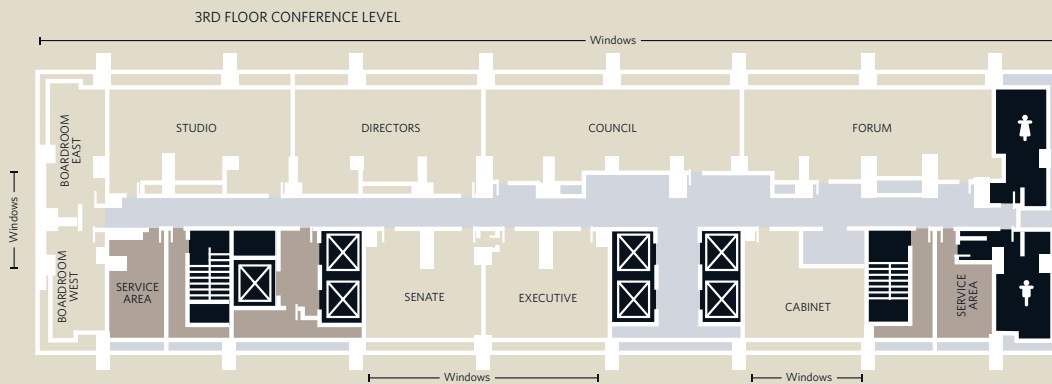 3RD FLOOR CONFERENCE LEVEL
Windows
BOARDROOM
EAST
STUDIO
DIRECTORS
COUNCIL
FORUM
Windows
BOARDROOM
WEST
SERVICE
AREA
SENATE
EXECUTIVE
CABINET
SERVICE
AREA
Windows
Windows